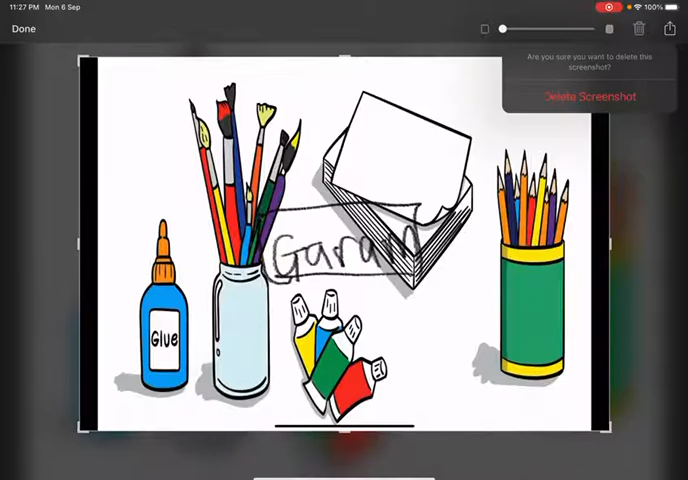 11:27 PM Mon 6 Sep
100%
Done
Are you sure you want to delete this
screenshot?
Delete Screenshot
Garam
Glue